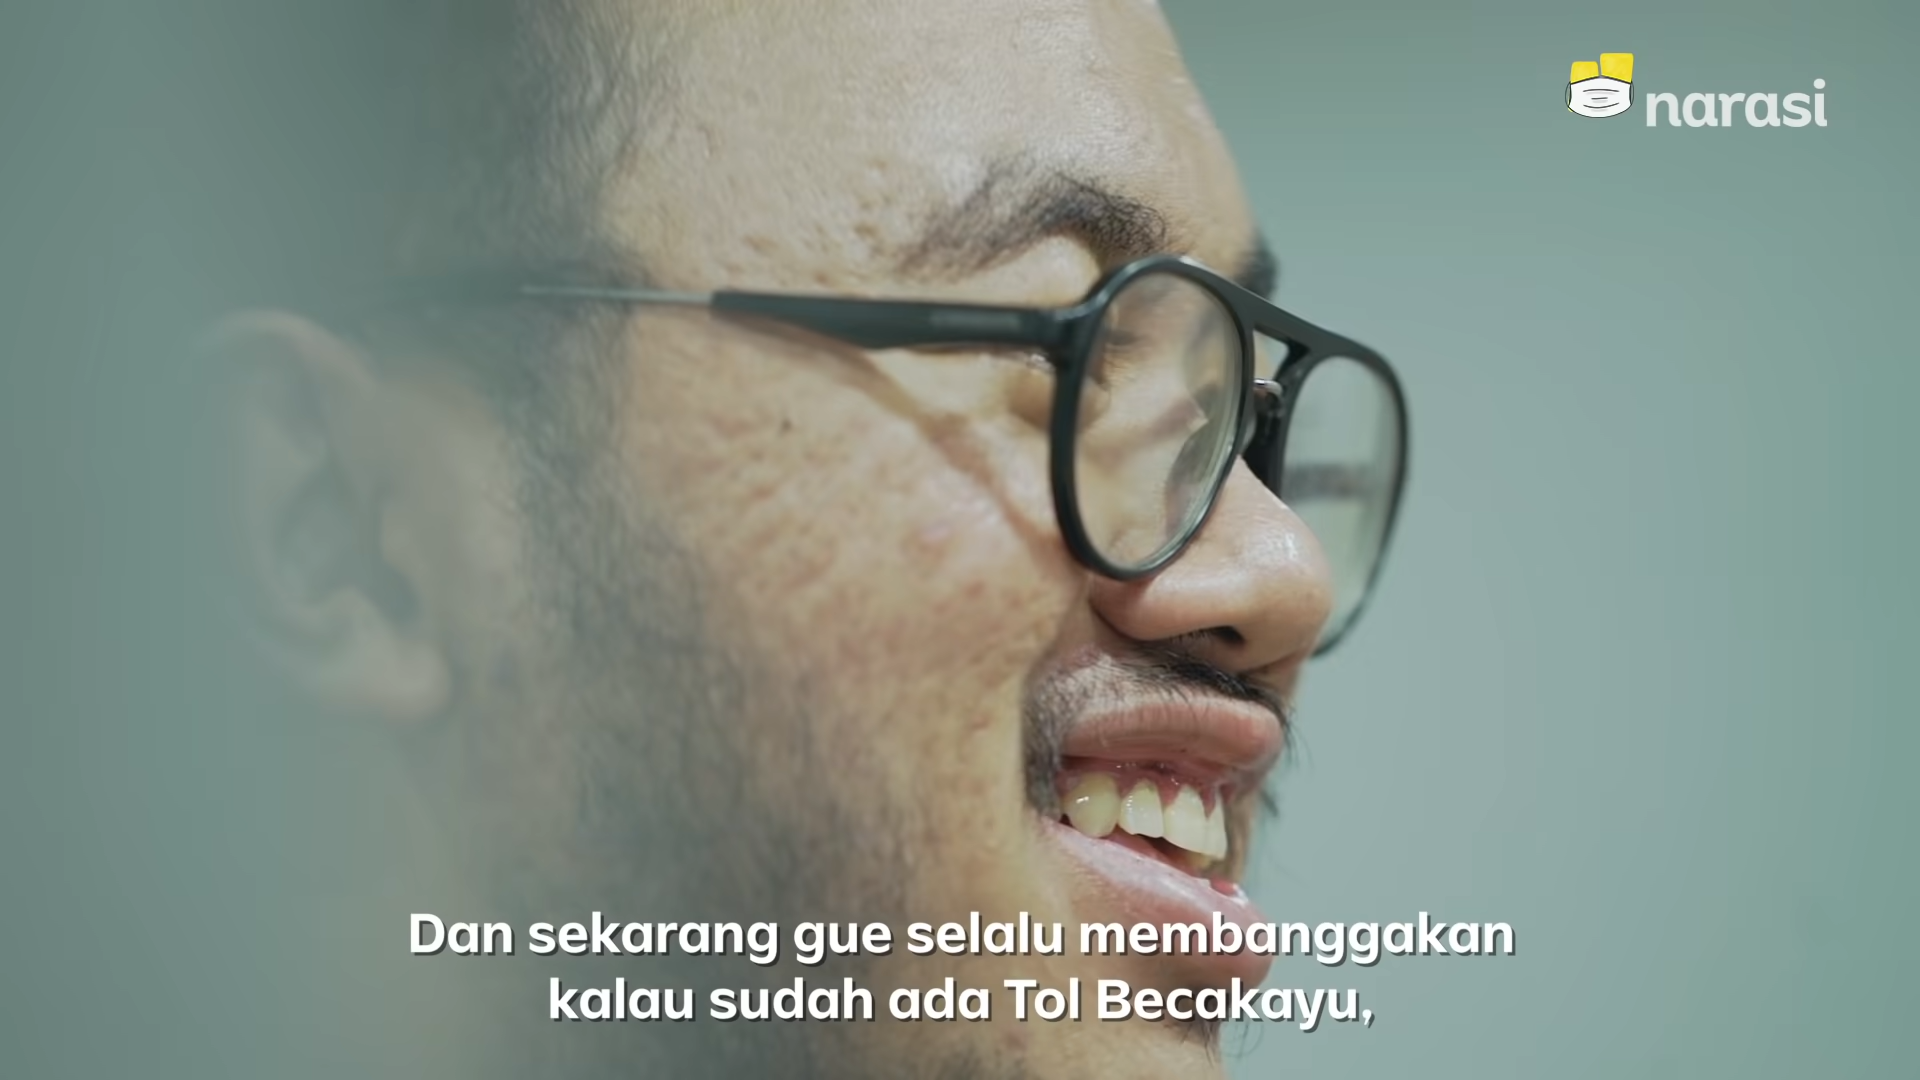 narasi
Dan sekarang gue selalu membanggakan
kalau sudah ada Tol Becakayu,